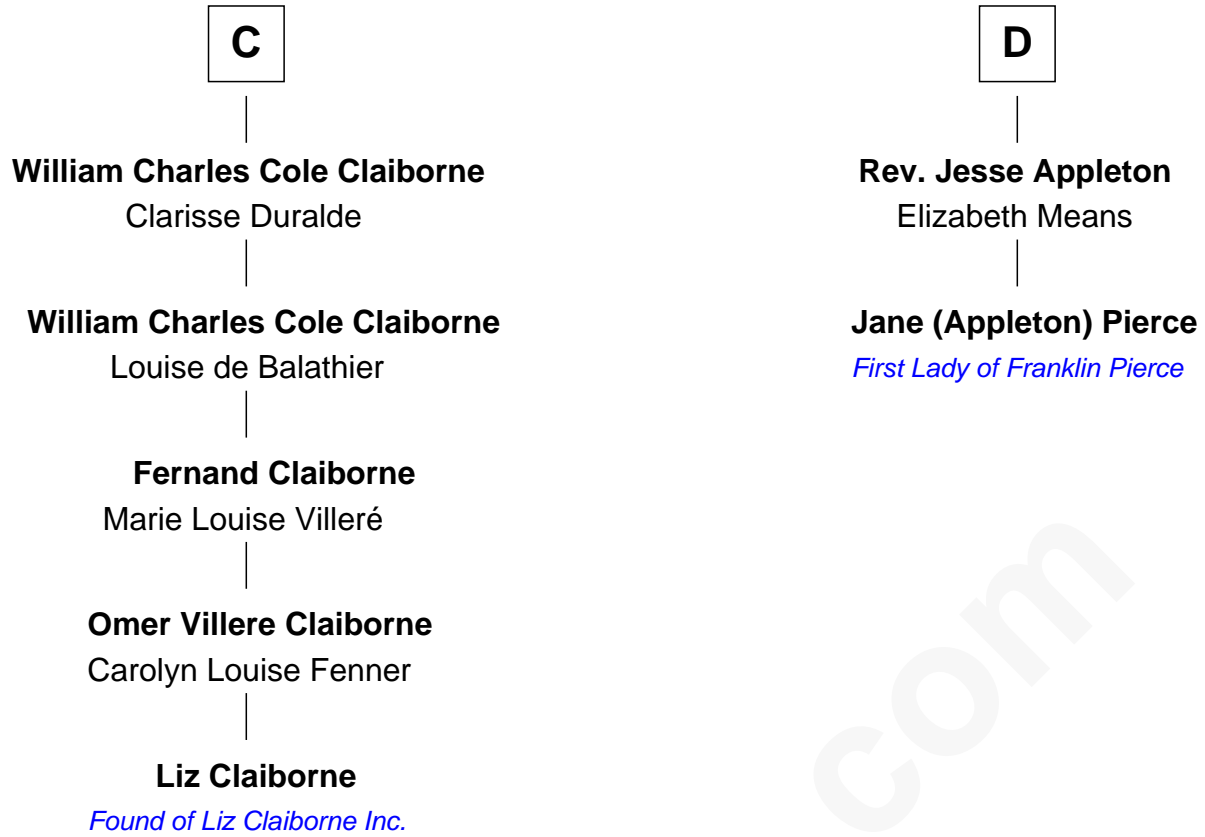 C
William Charles Cole Claiborne
Clarisse Duralde
William Charles Cole Claiborne
Louise de Balathier
Fernand Claiborne
Marie Louise Villeré
Omer Villere Claiborne
Carolyn Louise Fenner
Liz Claiborne
Found of Liz Claiborne Inc.
D
Rev. Jesse Appleton
Elizabeth Means
Jane (Appleton) Pierce
First Lady of Franklin Pierce
com